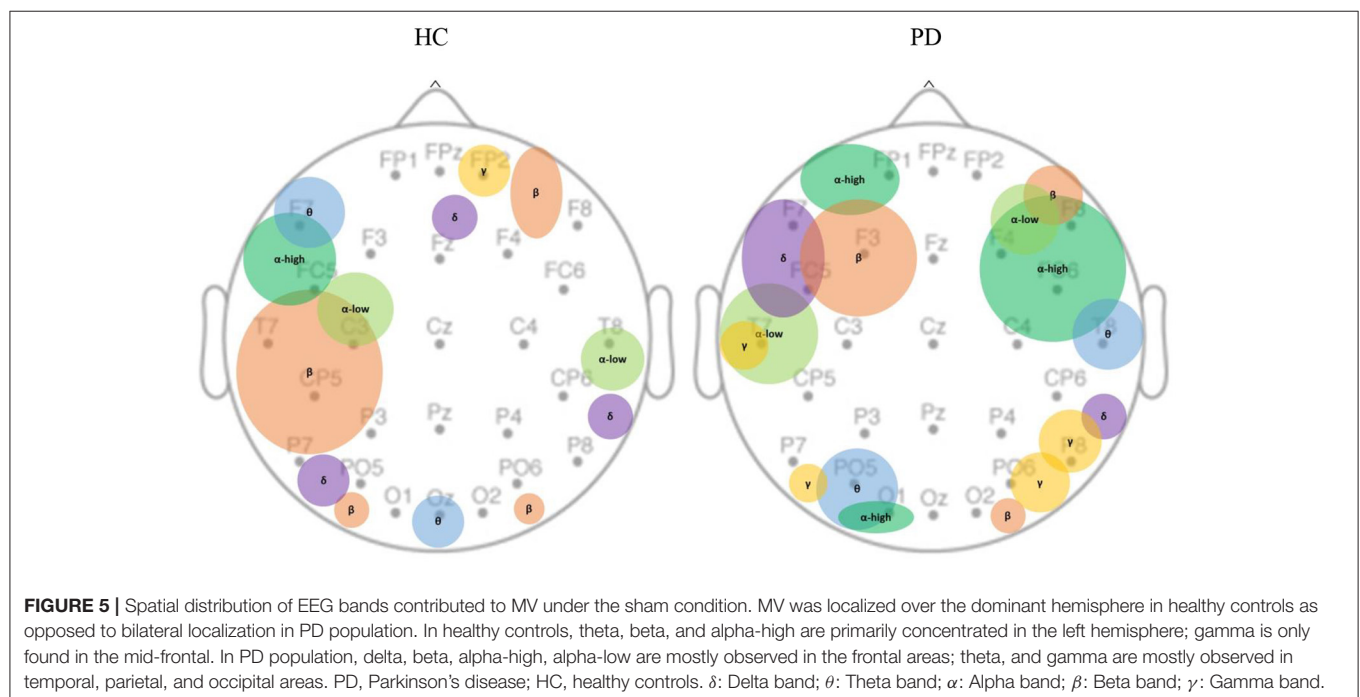 HC PD
FP1 FPz FP2 γ β
F7 θ δ F8
F3 Fz F4
α-high FC5 FC6
α-low
T7 C3 Cz C4 T8
α-low
β CP5 CP6
δ
P3 Pz P4
P7 P8
δ PO5 PO6
β O1 Oz O2 β
θ
α-high FP1 FPz FP2
β
F7 α-low F8
δ F3 Fz F4
β α-high
FC5 FC6
T7 α-low C3 Cz C4 T8
γ θ
CP5 CP6
δ
P3 Pz P4
P7 γ P8
PO5 PO6
γ θ γ
O1 Oz O2
α-high β
FIGURE 5 | Spatial distribution of EEG bands contributed to MV under the sham condition. MV was localized over the dominant hemisphere in healthy controls as
opposed to bilateral localization in PD population. In healthy controls, theta, beta, and alpha-high are primarily concentrated in the left hemisphere; gamma is only
found in the mid-frontal. In PD population, delta, beta, alpha-high, alpha-low are mostly observed in the frontal areas; theta, and gamma are mostly observed in
temporal, parietal, and occipital areas. PD, Parkinson's disease; HC, healthy controls. δ: Delta band; θ: Theta band; α: Alpha band; β: Beta band; γ: Gamma band.